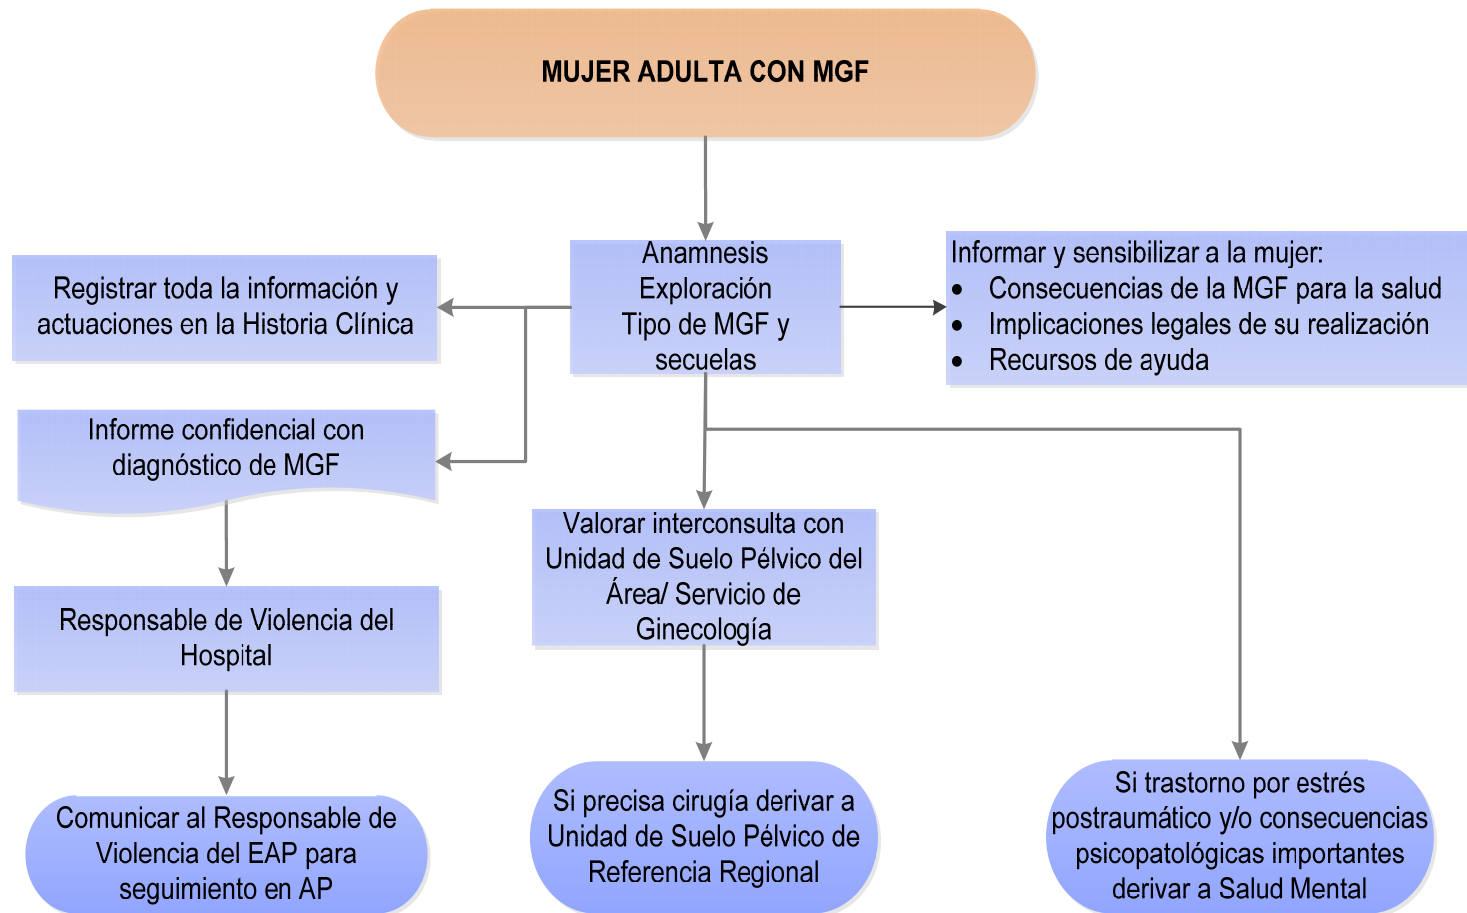 MUJER ADULTA CON MGF
Registrar toda la información y
actuaciones en la Historia Clínica
Anamnesis
Exploración
Tipo de MGF y
secuelas
Informar y sensibilizar a la mujer:
• Consecuencias de la MGF para la salud
• Implicaciones legales de su realización
• Recursos de ayuda
Informe confidencial con
diagnóstico de MGF
Valorar interconsulta con
Unidad de Suelo Pélvico del
Área/ Servicio de
Ginecología
Responsable de Violencia del
Hospital
Comunicar al Responsable de
Violencia del EAP para
seguimiento en AP
Si precisa cirugía derivar a
Unidad de Suelo Pélvico de
Referencia Regional
Si trastorno por estrés
postraumático y/o consecuencias
psicopatológicas importantes
derivar a Salud Mental